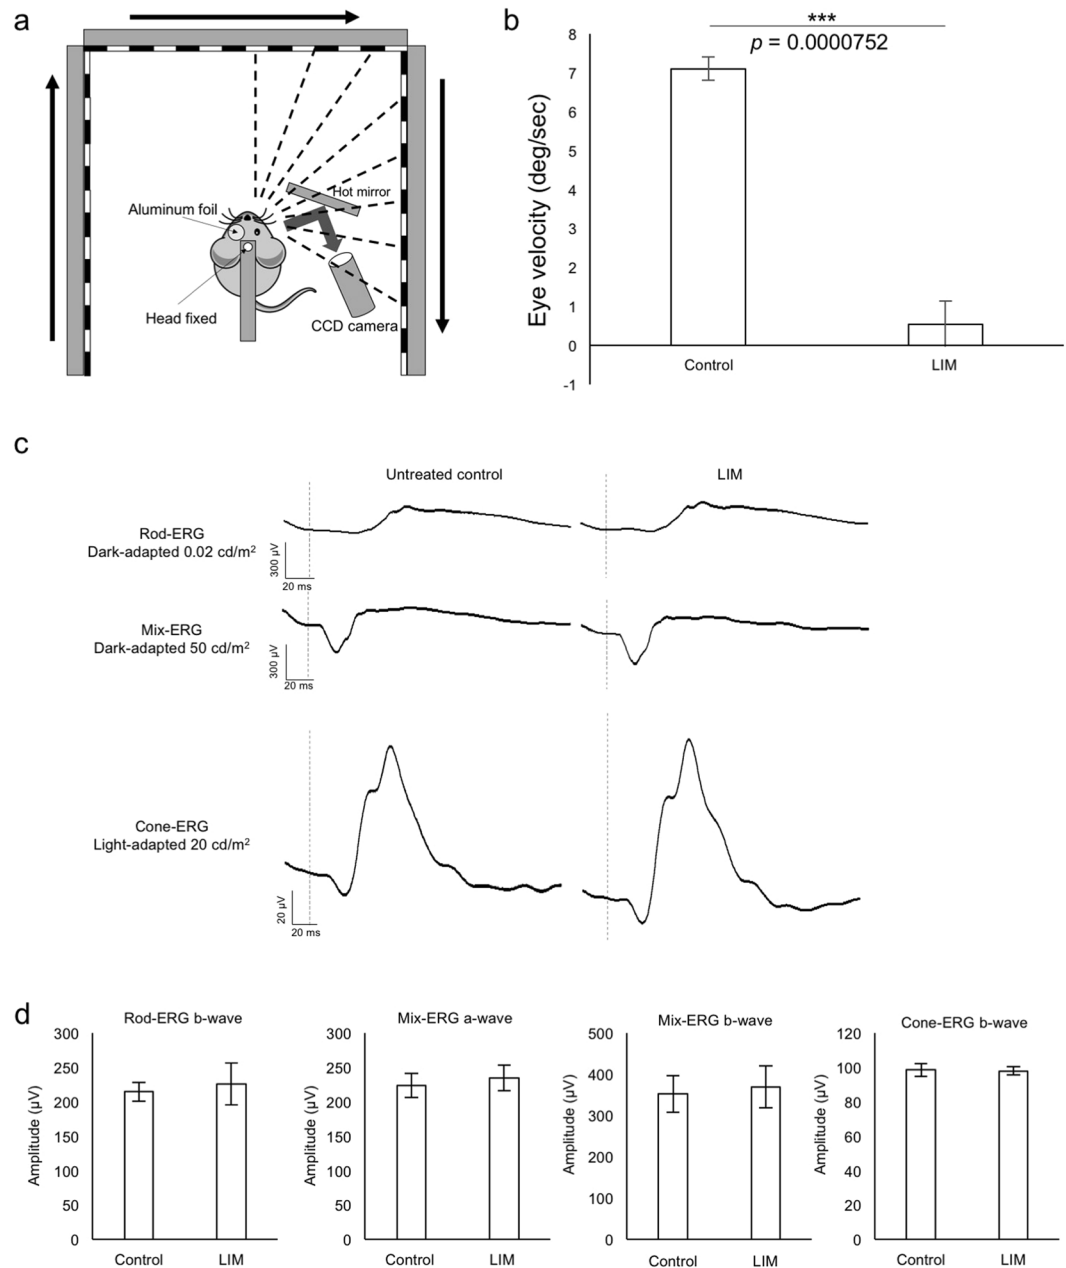 a
Aluminum foil
Hot mirror
Head fixed
CCD camera
b
***
p = 0.0000752
Eye velocity (deg/sec)
8
7
6
5
4
3
2
1
0
-1
Control
LIM
c
Untreated control
LIM
Rod-ERG
Dark-adapted 0.02 cd/m²
300 µV
20 ms
Mix-ERG
Dark-adapted 50 cd/m²
300 µV
20 ms
Cone-ERG
Light-adapted 20 cd/m²
20 µV
20 ms
d
Rod-ERG b-wave
Amplitude (µV)
300
250
200
150
100
50
0
Control
LIM
Mix-ERG a-wave
Amplitude (µV)
300
250
200
150
100
50
0
Control
LIM
Mix-ERG b-wave
Amplitude (µV)
500
400
300
200
100
0
Control
LIM
Cone-ERG b-wave
Amplitude (µV)
120
100
80
60
40
20
0
Control
LIM